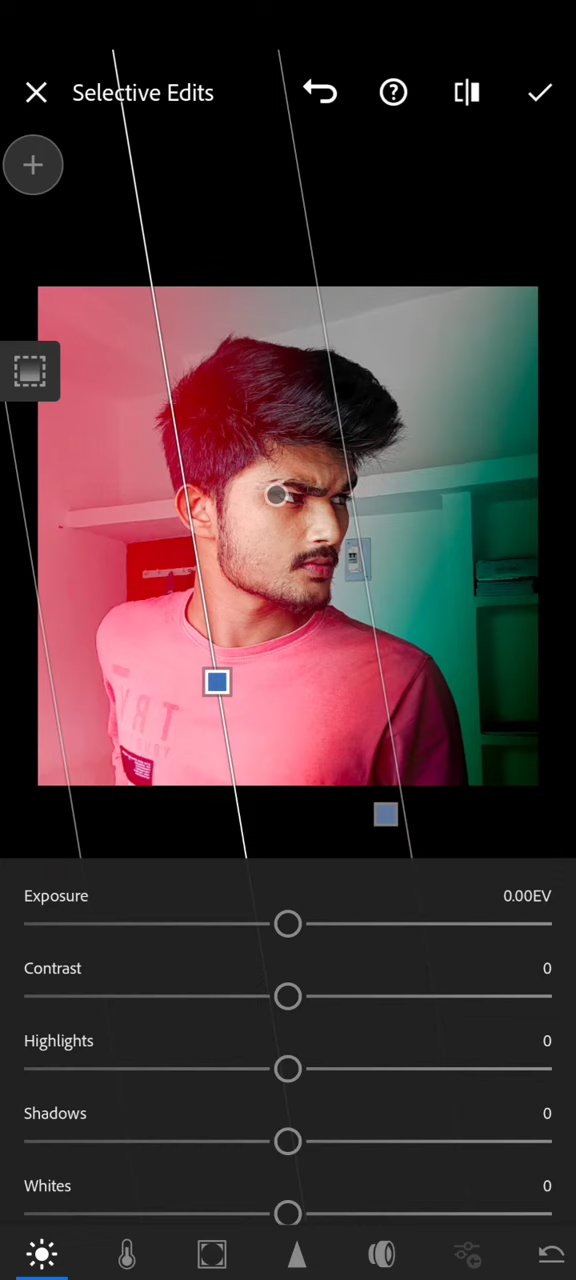 Selective Edits
Exposure 0.00EV
Contrast 0
Highlights 0
Shadows 0
Whites 0